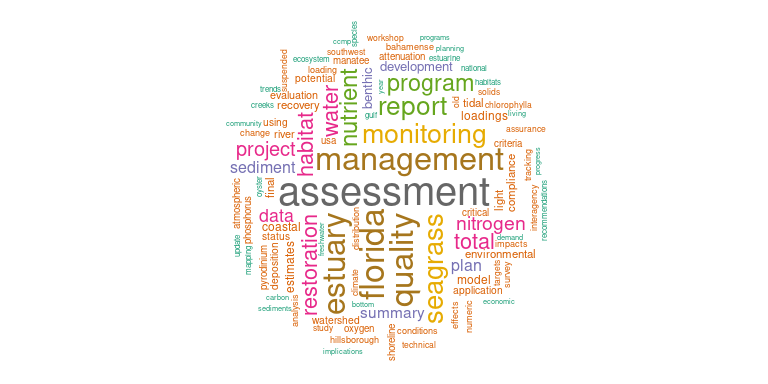 programs
species
ccmp
workshop
bahamense
planning
southwest
attenuation
estuarine
ecosystem
manatee
suspended
loading
development
national
potential
benthic
program
habitats
trends
evaluation
water
nutrient
year
report
old
tidal
solids
chlorophylla
creeks
recovery
habitat
gulf
loadings
living
community
using
monitoring
assurance
change
river
usa
criteria
project
management
compliance
tracking
progress
sediment
oyster
final
assessment
light
interagency
recommendations
atmospheric
phosphorus
data
restoration
estuary
distribution
florida
quality
seagrass
critical
nitrogen
coastal
status
freshwater
total
demand
impacts
update
mapping
pyrodinium
deposition
estimates
environmental
climate
plan
targets
survey
model
application
carbon
sediments
analysis
bottom
economic
summary
effects
numeric
watershed
study
oxygen
shoreline
conditions
hillsborough
technical
implications